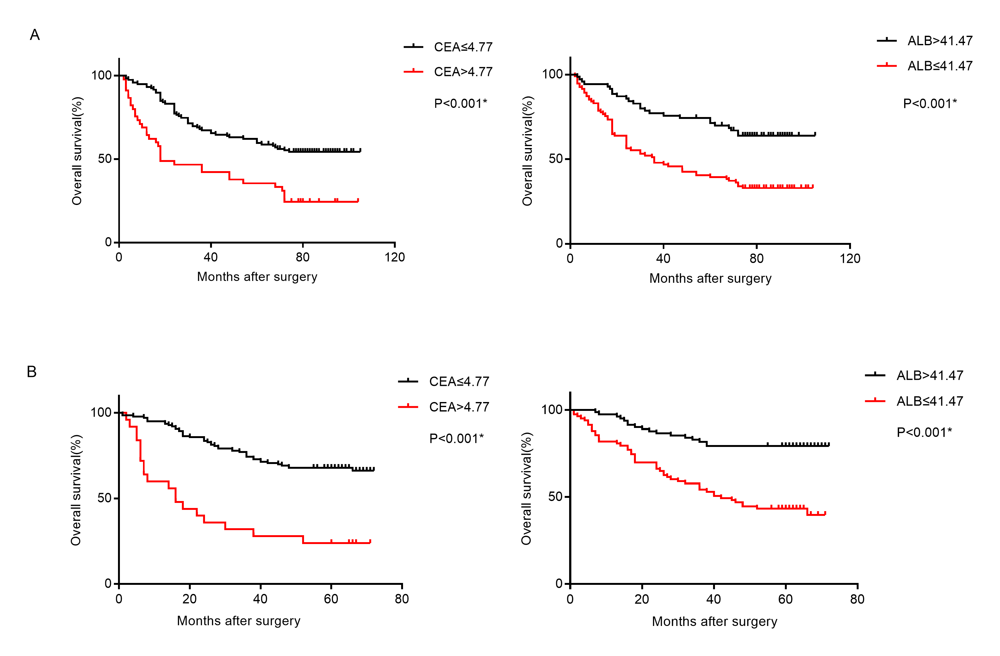 A
CEA≤4.77
CEA>4.77
P<0.001*
100
50
0
Overall survival(%)
0 40 80 120
Months after surgery
ALB>41.47
ALB≤41.47
P<0.001*
100
50
0
Overall survival(%)
0 40 80 120
Months after surgery
B
CEA≤4.77
CEA>4.77
P<0.001*
100
50
0
Overall survival(%)
0 20 40 60 80
Months after surgery
ALB>41.47
ALB≤41.47
P<0.001*
100
50
0
Overall survival(%)
0 20 40 60 80
Months after surgery